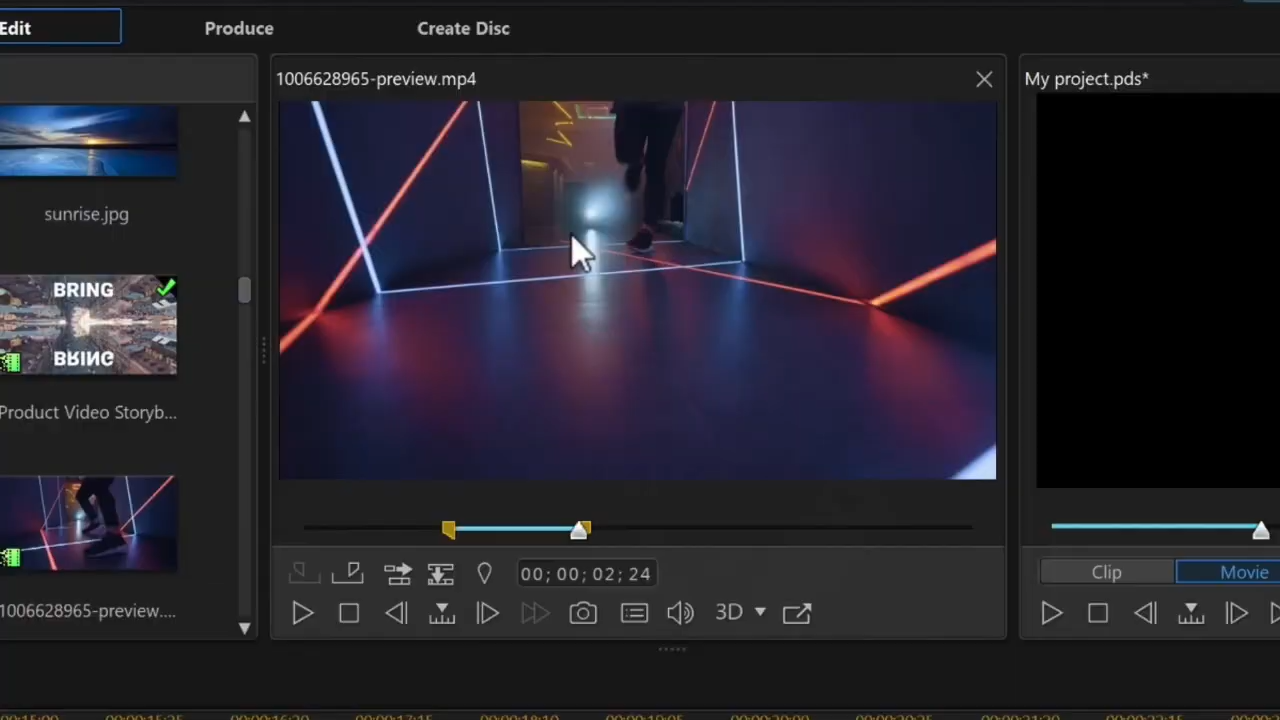 Edit
Produce
Create Disc
1006628965-preview.mp4
My project.pds*
sunrise.jpg
BRING
BRING
Product Video Storyb...
1006628965-preview....
00; 00; 02; 24
3D
Clip
Movie